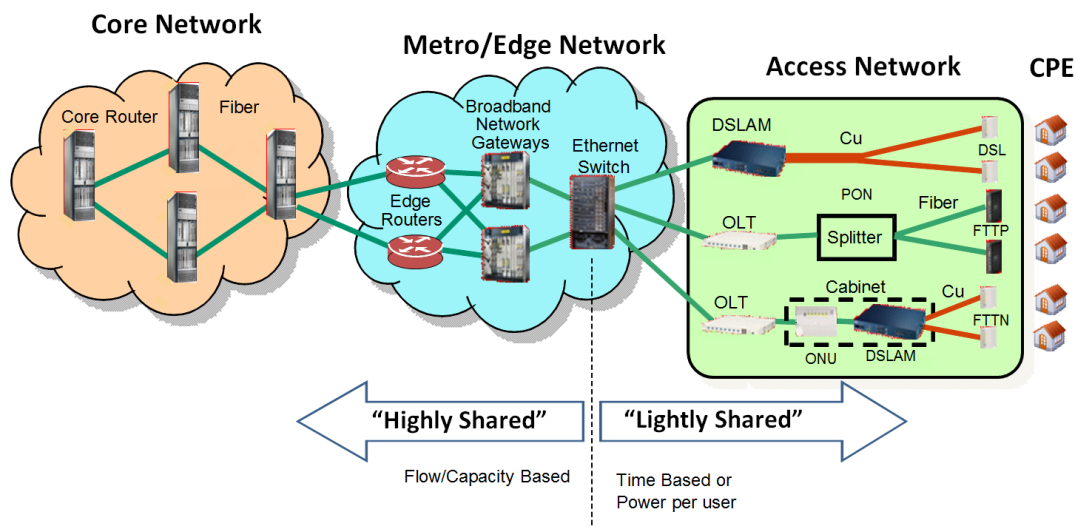 Core Network
Metro/Edge Network
Access Network
CPE
Core Router
Fiber
Broadband
Network
Gateways
Ethernet
Switch
Edge
Routers
DSLAM
Cu
DSL
PON
OLT
Splitter
Fiber
FTTP
OLT
Cabinet
Cu
FTTN
ONU
DSLAM
“Highly Shared”
“Lightly Shared”
Flow/Capacity Based
Time Based or
Power per user